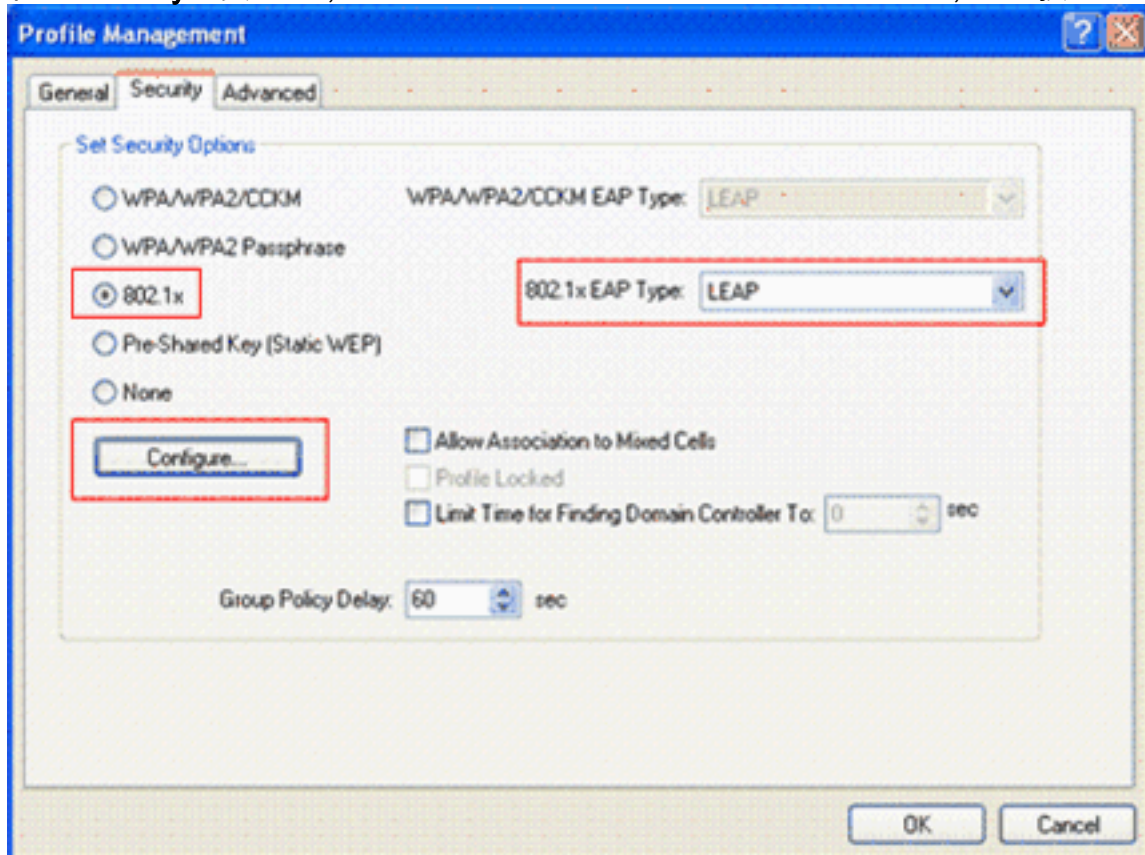 Profile Management
General Security Advanced
Set Security Options
WPA/WPA2/CCKM WPA/WPA2/CCKM EAP Type: LEAP
WPA/WPA2 Passphrase
802.1x 802.1x EAP Type: LEAP
Pre-Shared Key (Static WEP)
None
Configure... Allow Association to Mixed Cells
Profile Locked
Limit Time for Finding Domain Controller To: 0 sec
Group Policy Delay: 60 sec
OK Cancel